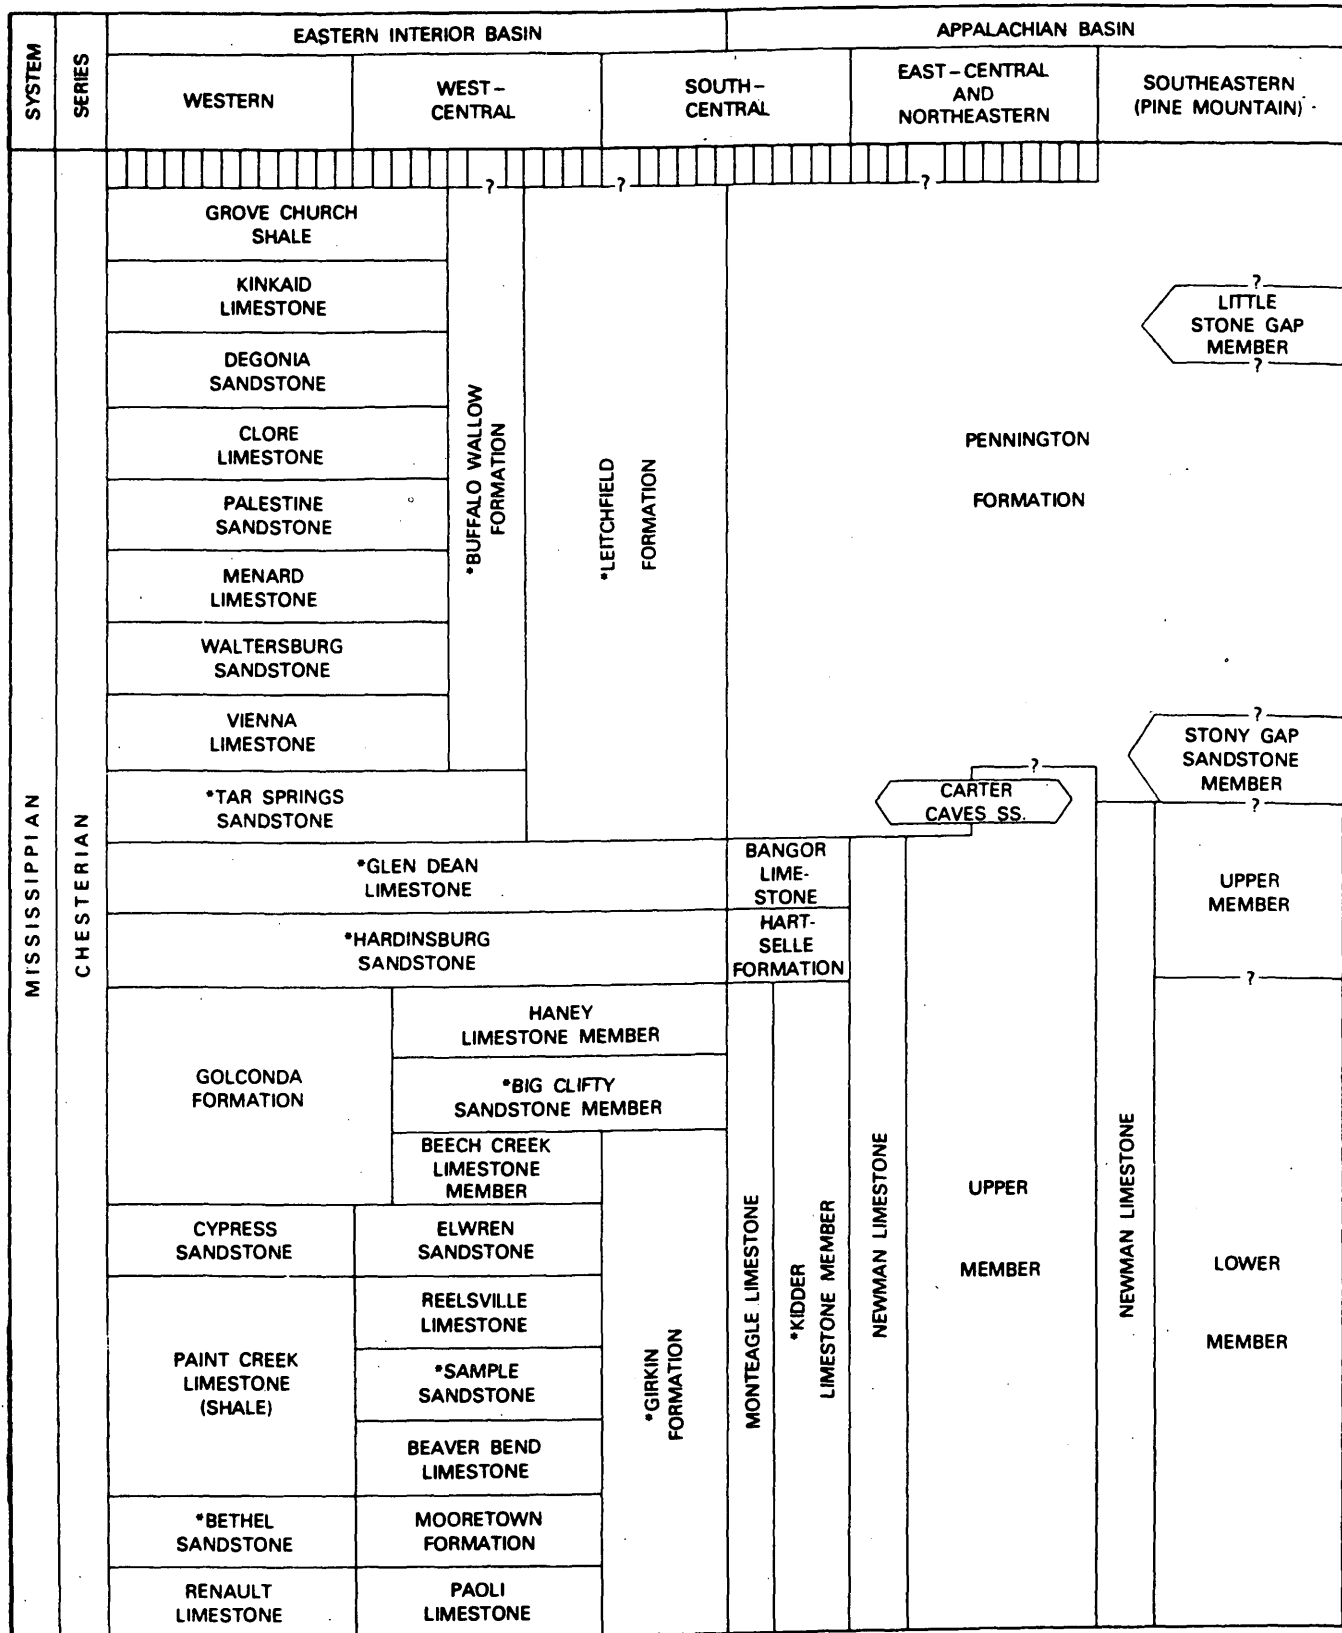 SYSTEM
SERIES
EASTERN INTERIOR BASIN
APPALACHIAN BASIN
WESTERN
WEST-
CENTRAL
SOUTH-
CENTRAL
EAST-CENTRAL
AND
NORTHEASTERN
SOUTHEASTERN
(PINE MOUNTAIN)
MISSISSIPPIAN
CHESTERIAN
?
?
?
GROVE CHURCH
SHALE
KINKAID
LIMESTONE
DEGONIA
SANDSTONE
CLORE
LIMESTONE
PALESTINE
SANDSTONE
MENARD
LIMESTONE
WALTERSBURG
SANDSTONE
VIENNA
LIMESTONE
*TAR SPRINGS
SANDSTONE
*BUFFALO WALLOW
FORMATION
*LEITCHFIELD
FORMATION
PENNINGTON
FORMATION
?
LITTLE
STONE GAP
MEMBER
?
?
STONY GAP
SANDSTONE
MEMBER
?
?
CARTER
CAVES SS.
*GLEN DEAN
LIMESTONE
BANGOR
LIME-
STONE
*HARDINSBURG
SANDSTONE
HART-
SELLE
FORMATION
UPPER
MEMBER
?
GOLCONDA
FORMATION
HANEY
LIMESTONE MEMBER
*BIG CLIFTY
SANDSTONE MEMBER
BEECH CREEK
LIMESTONE
MEMBER
CYPRESS
SANDSTONE
ELWREN
SANDSTONE
PAINT CREEK
LIMESTONE
(SHALE)
REELSVILLE
LIMESTONE
*SAMPLE
SANDSTONE
BEAVER BEND
LIMESTONE
*BETHEL
SANDSTONE
MOORETOWN
FORMATION
RENAULT
LIMESTONE
PAOLI
LIMESTONE
*GIRKIN
FORMATION
MONTEAGLE LIMESTONE
*KIDDER
LIMESTONE MEMBER
NEWMAN LIMESTONE
UPPER
MEMBER
NEWMAN LIMESTONE
LOWER
MEMBER